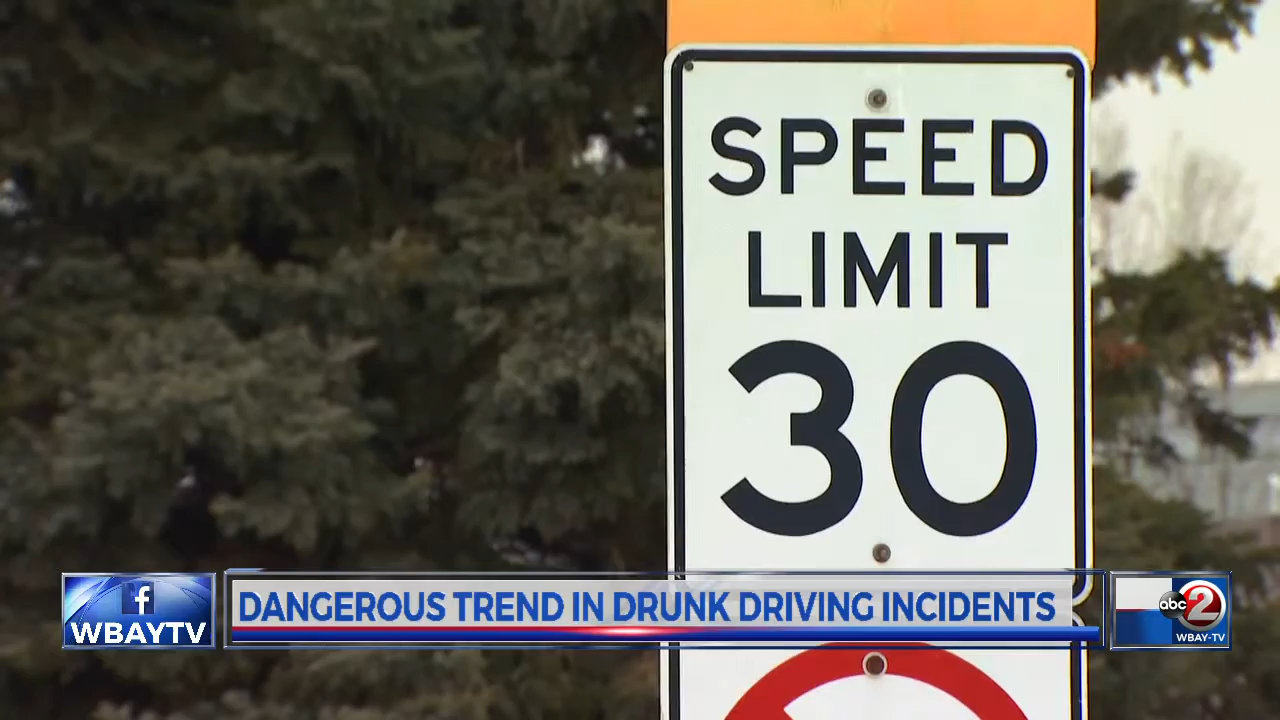 SPEED
LIMIT
30
f
WBAYTV
DANGEROUS TREND IN DRUNK DRIVING INCIDENTS
abc 2
WBAY-TV